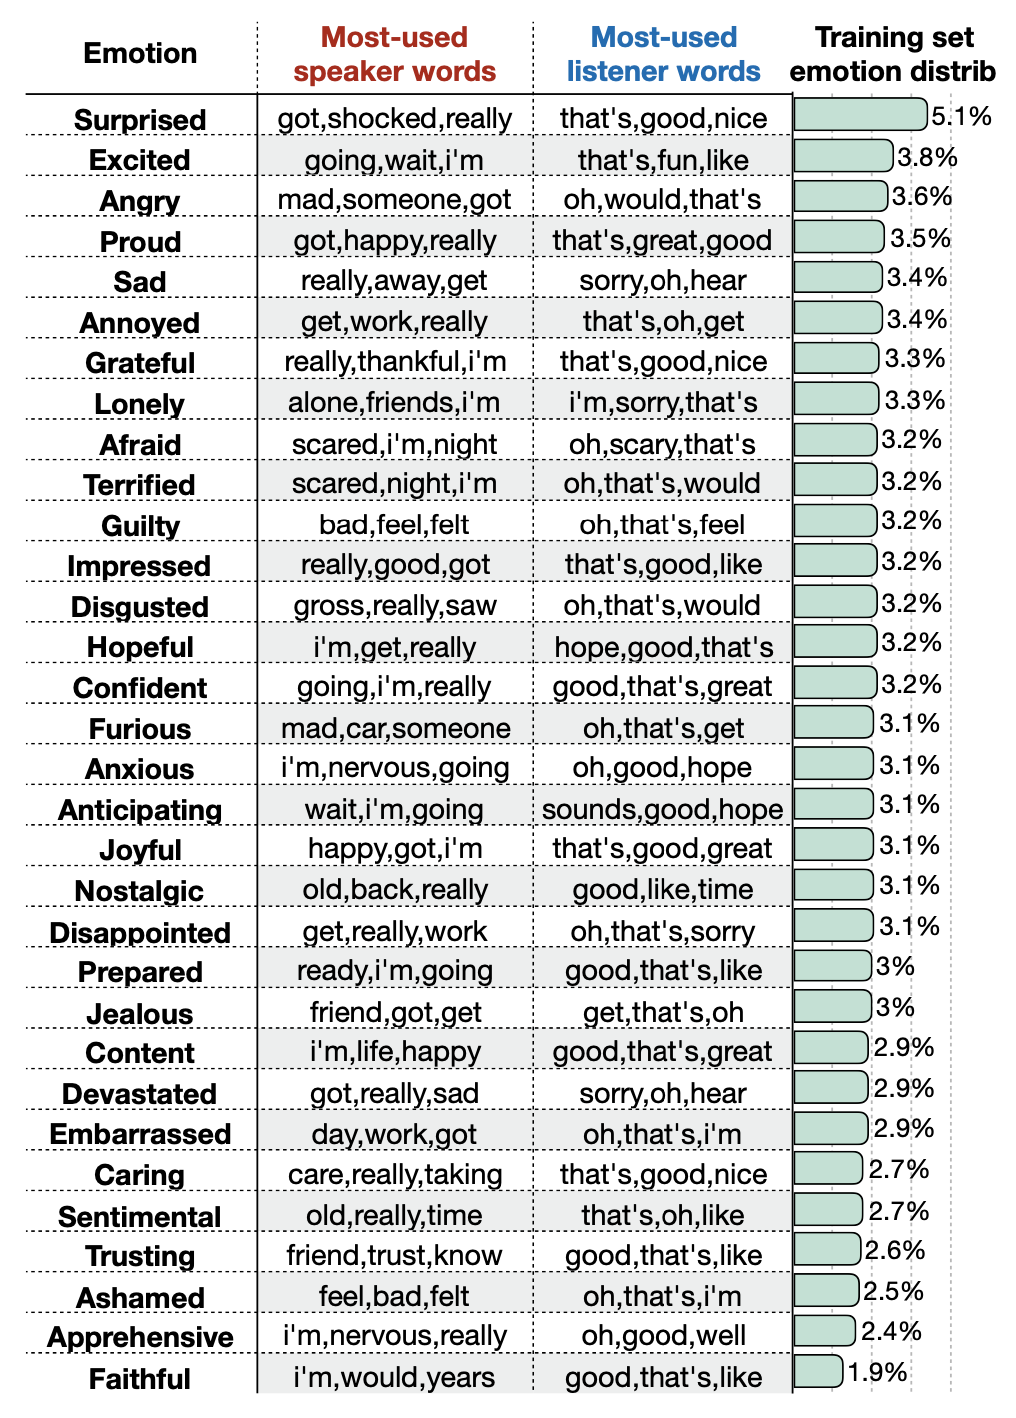 Emotion Most-used speaker words Most-used listener words Training set emotion distrib
Surprised got,shocked,really that's,good,nice 5.1%
Excited going,wait,i'm that's,fun,like 3.8%
Angry mad,someone,got oh,would,that's 3.6%
Proud got,happy,really that's,great,good 3.5%
Sad really,away,get sorry,oh,hear 3.4%
Annoyed get,work,really that's,oh,get 3.4%
Grateful really,thankful,i'm that's,good,nice 3.3%
Lonely alone,friends,i'm i'm,sorry,that's 3.3%
Afraid scared,i'm,night oh,scary,that's 3.2%
Terrified scared,night,i'm oh,that's,would 3.2%
Guilty bad,feel,felt oh,that's,feel 3.2%
Impressed really,good,got that's,good,like 3.2%
Disgusted gross,really,saw oh,that's,would 3.2%
Hopeful i'm,get,really hope,good,that's 3.2%
Confident going,i'm,really good,that's,great 3.2%
Furious mad,car,someone oh,that's,get 3.1%
Anxious i'm,nervous,going oh,good,hope 3.1%
Anticipating wait,i'm,going sounds,good,hope 3.1%
Joyful happy,got,i'm that's,good,great 3.1%
Nostalgic old,back,really good,like,time 3.1%
Disappointed get,really,work oh,that's,sorry 3.1%
Prepared ready,i'm,going good,that's,like 3%
Jealous friend,got,get get,that's,oh 3%
Content i'm,life,happy good,that's,great 2.9%
Devastated got,really,sad sorry,oh,hear 2.9%
Embarrassed day,work,got oh,that's,i'm 2.9%
Caring care,really,taking that's,good,nice 2.7%
Sentimental old,really,time that's,oh,like 2.7%
Trusting friend,trust,know good,that's,like 2.6%
Ashamed feel,bad,felt oh,that's,i'm 2.5%
Apprehensive i'm,nervous,really oh,good,well 2.4%
Faithful i'm,would,years good,that's,like 1.9%